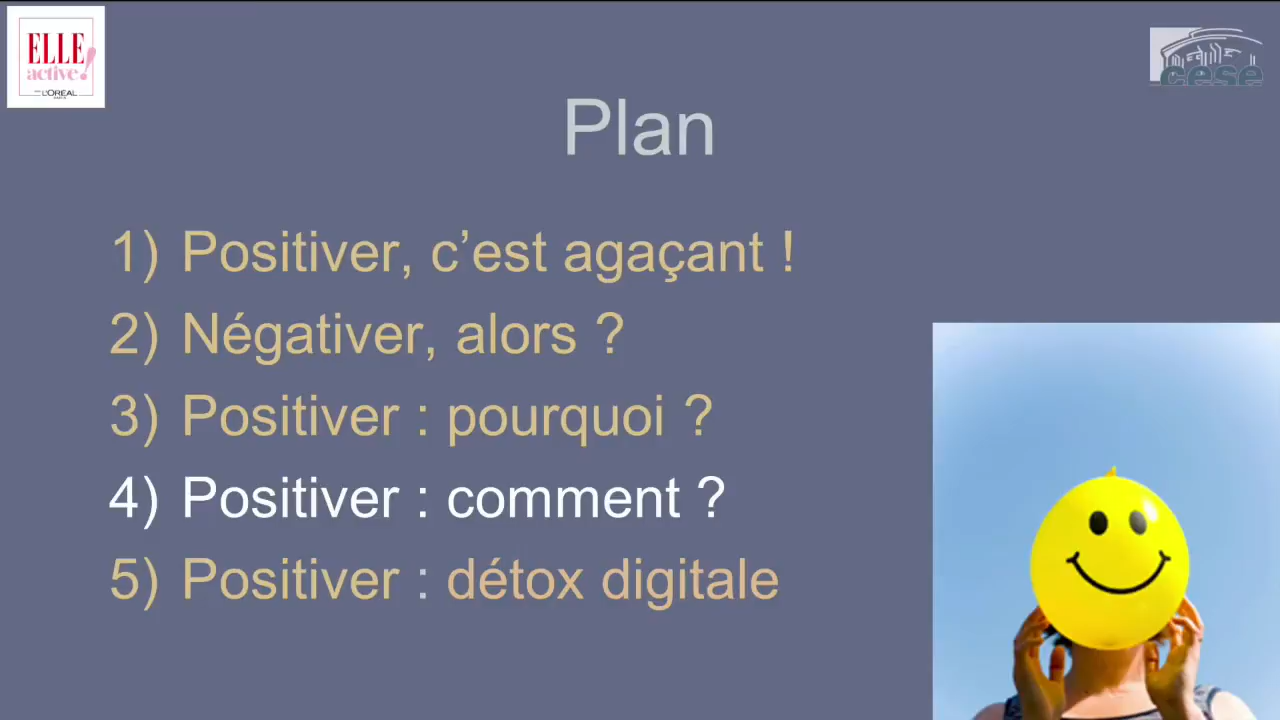 ELLE
active!
L'ORÉAL
cese
Plan
1) Positiver, c’est agaçant !
2) Négativer, alors ?
3) Positiver : pourquoi ?
4) Positiver : comment ?
5) Positiver : détox digitale